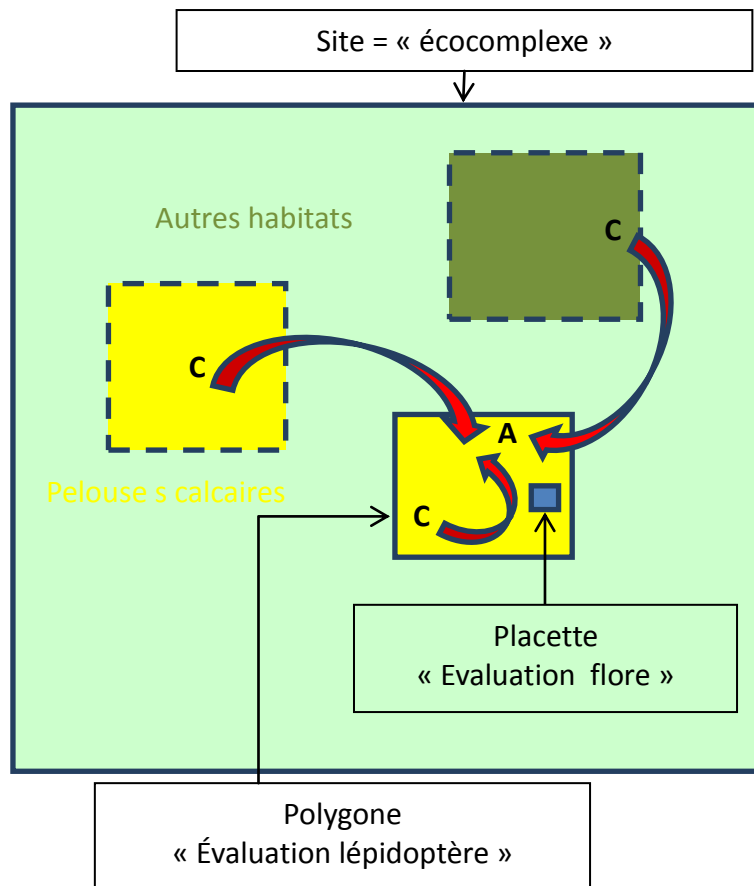 Site = « écocomplexe »
Autres habitats
C
C
A
Pelouse s calcaires
C
Placette
« Evaluation flore »
Polygone
« Évaluation lépidoptère »